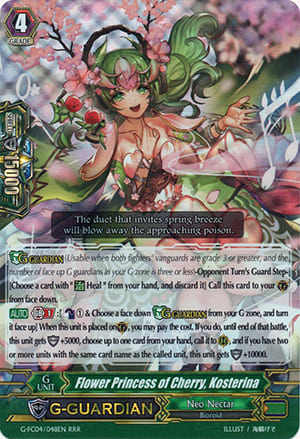 4
GRADE
15000
The duet that invites spring breeze
will blow away the approaching poison.
G GUARDIAN (Usable when both fighters' vanguards are grade 3 or greater, and the
number of face up G guardians in your G zone is three or less)-Opponent Turn's Guard Step-
[Choose a card with " Heal " from your hand, and discard it] Call this card to your
from face down.
AUTO GB 1: [1 & Choose a face down G GUARDIAN from your G zone, and turn
it face up] When this unit is placed on , you may pay the cost. If you do, until end of that battle,
this unit gets +5000, choose up to one card from your hand, call it to , and if you have two
or more units with the same card name as the called unit, this unit gets +5000.
G
UNIT
Flower Princess of Cherry, Kosterina
G-GUARDIAN
Neo Nectar
Bioroid
G-FC04/048EN RRR
ILLUST / 海鵜げそ